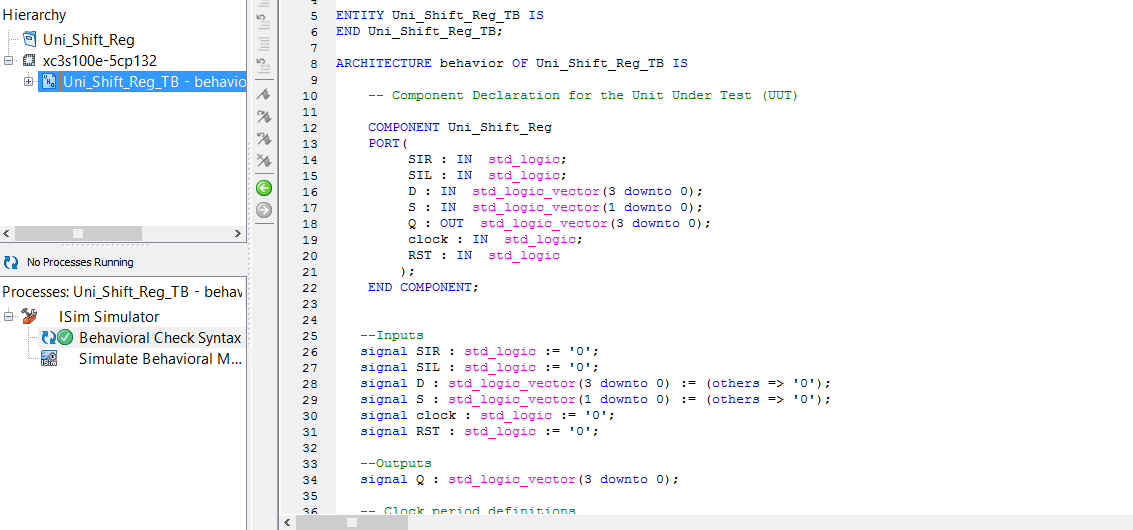 Hierarchy
Uni_Shift_Reg
xc3s100e-5cp132
Uni_Shift_Reg_TB - behavio
No Processes Running
Processes: Uni_Shift_Reg_TB - behav
ISim Simulator
Behavioral Check Syntax
Simulate Behavioral M...
5 ENTITY Uni_Shift_Reg_TB IS
6 END Uni_Shift_Reg_TB;
7
8 ARCHITECTURE behavior OF Uni_Shift_Reg_TB IS
9
10 -- Component Declaration for the Unit Under Test (UUT)
11
12 COMPONENT Uni_Shift_Reg
13 PORT(
14 SIR : IN  std_logic;
15 SIL : IN  std_logic;
16 D : IN  std_logic_vector(3 downto 0);
17 S : IN  std_logic_vector(1 downto 0);
18 Q : OUT  std_logic_vector(3 downto 0);
19 clock : IN  std_logic;
20 RST : IN  std_logic
21 );
22 END COMPONENT;
23
24
25 --Inputs
26 signal SIR : std_logic := '0';
27 signal SIL : std_logic := '0';
28 signal D : std_logic_vector(3 downto 0) := (others => '0');
29 signal S : std_logic_vector(1 downto 0) := (others => '0');
30 signal clock : std_logic := '0';
31 signal RST : std_logic := '0';
32
33 --Outputs
34 signal Q : std_logic_vector(3 downto 0);
35
36 -- Clock period definitions